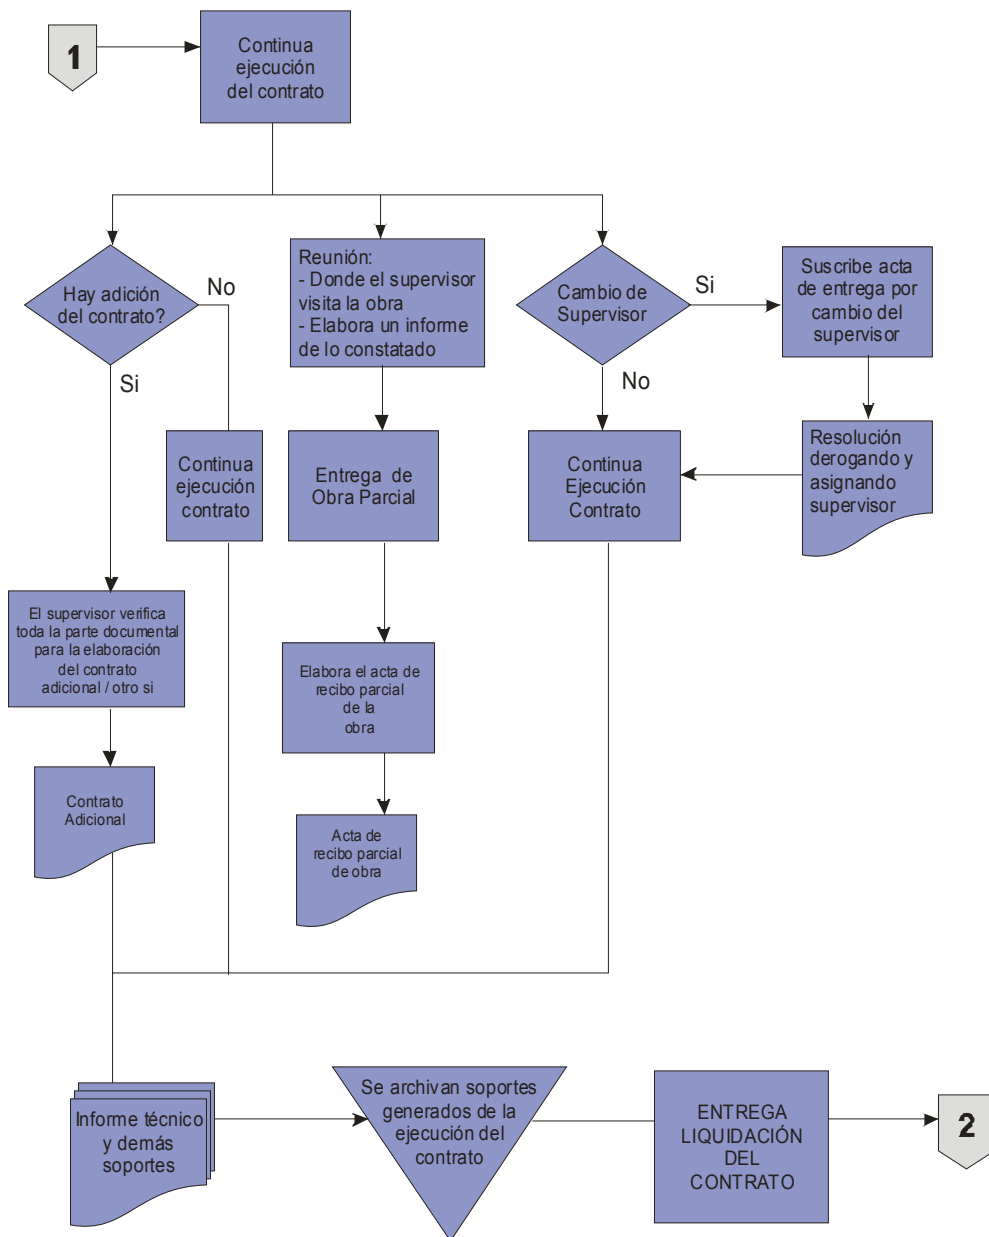 1
Continua
ejecución
del contrato
Hay adición
del contrato?
No
Si
Reunión:
- Donde el supervisor
visita la obra
- Elabora un informe
de lo constatado
Cambio de
Supervisor
Si
No
Suscribe acta
de entrega por
cambio del
supervisor
Continua
ejecución
contrato
Entrega de
Obra Parcial
Continua
Ejecución
Contrato
Resolución
derogando y
asignando
supervisor
El supervisor verifica
toda la parte documental
para la elaboración
del contrato
adicional / otro si
Elabora el acta de
recibo parcial
de la
obra
Contrato
Adicional
Acta de
recibo parcial
de obra
Informe técnico
y demás
soportes
Se archivan soportes
generados de la
ejecución del
contrato
ENTREGA
LIQUIDACIÓN
DEL
CONTRATO
2